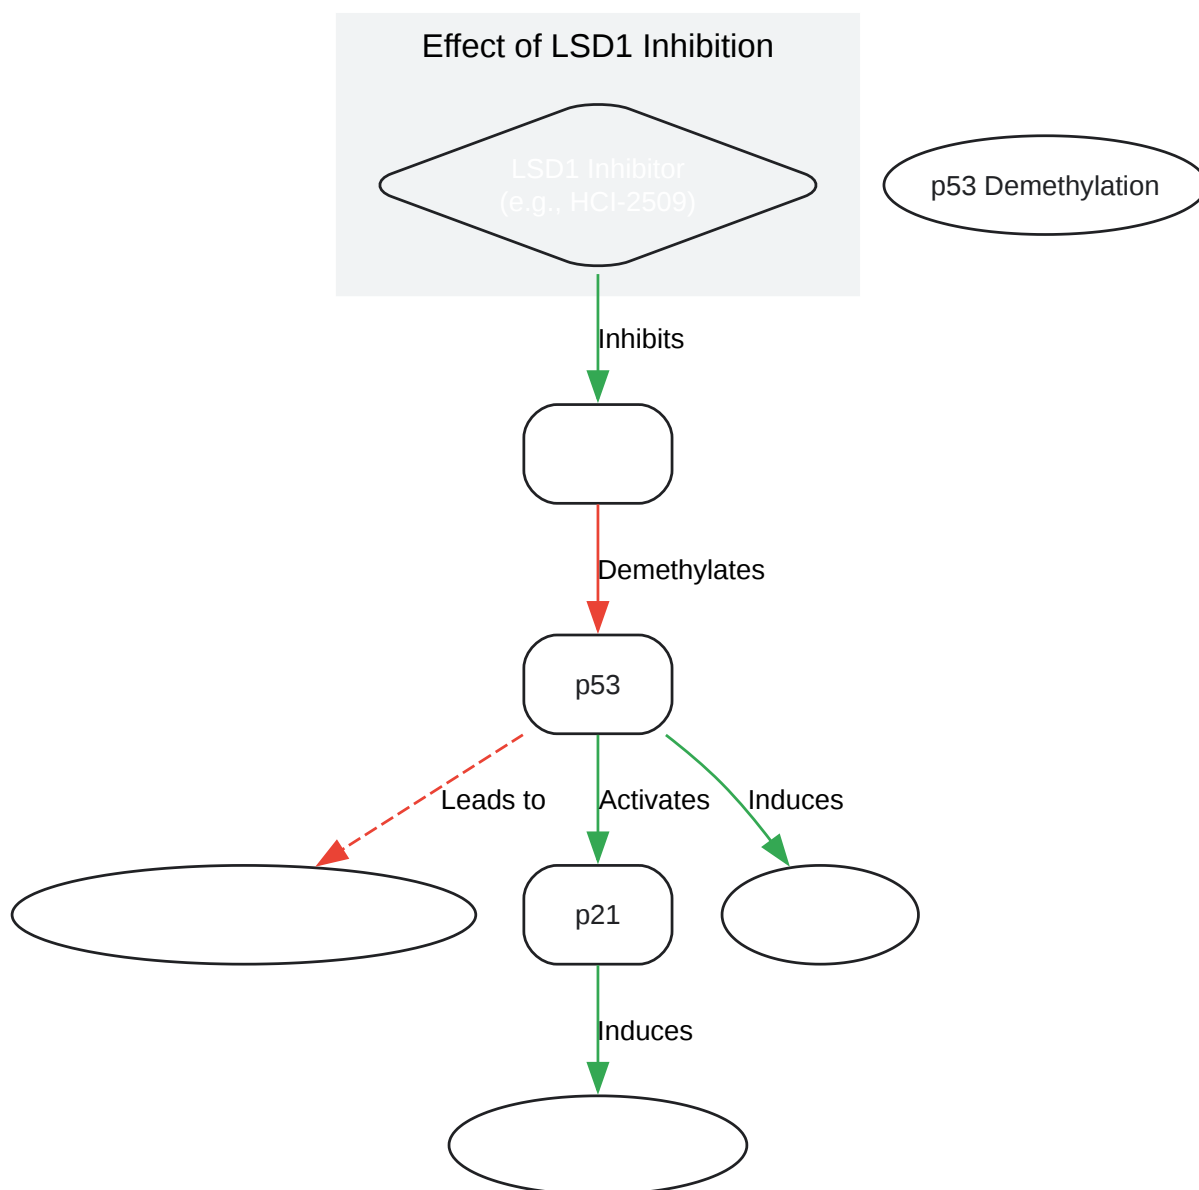 Effect of LSD1 Inhibition
LSD1 Inhibitor
(e.g., HCI-2509)
p53 Demethylation
Inhibits
Demethylates
p53
Leads to
Activates
Induces
p21
Induces